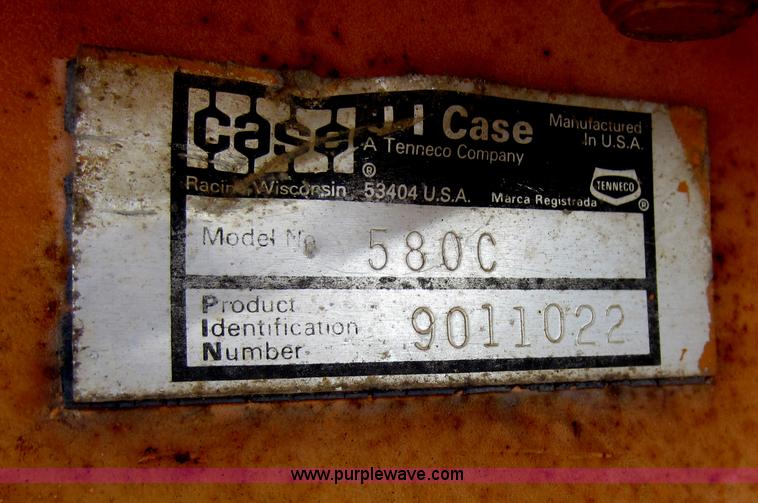 case J I Case Manufactured In U.S.A.
® A Tenneco Company
Racine, Wisconsin 53404 U.S.A. Marca Registrada TENNECO ®
Model No 580C
Product
Identification
Number 9011022
www.purplewave.com